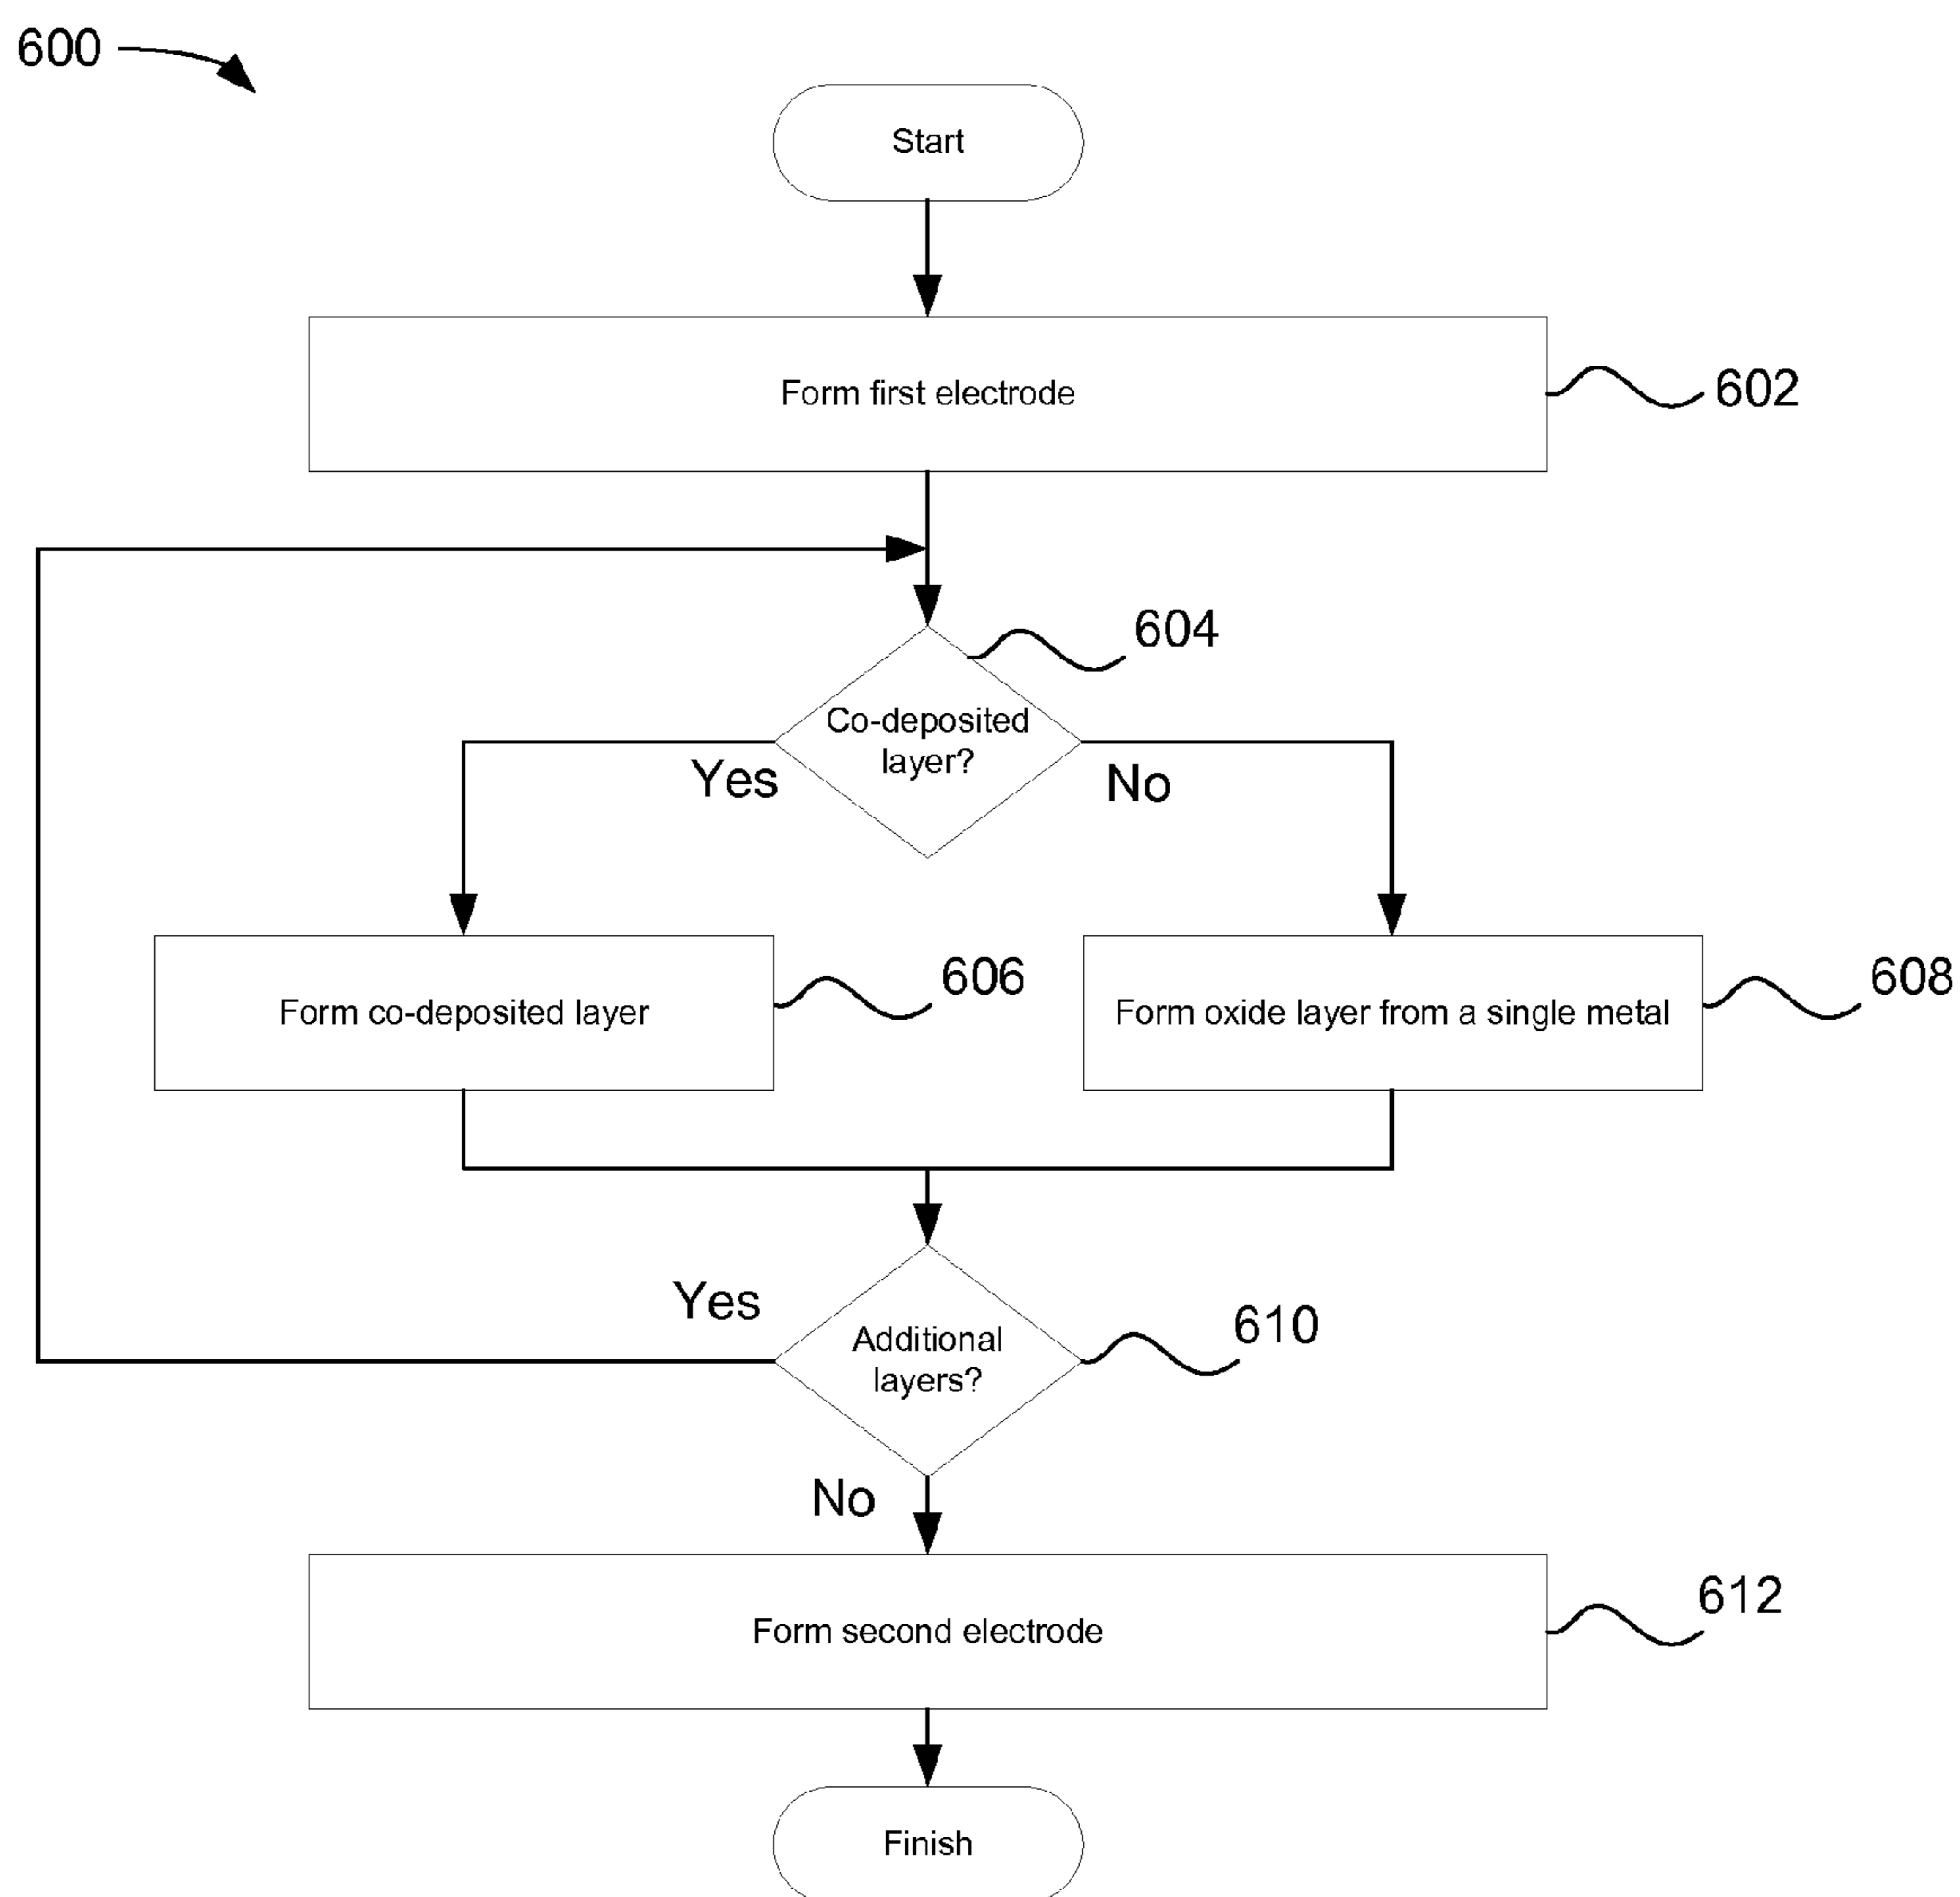 600
Start
Form first electrode
602
604
Co-deposited
layer?
Yes
No
Form co-deposited layer
606
Form oxide layer from a single metal
608
Yes
Additional
layers?
610
No
Form second electrode
612
Finish